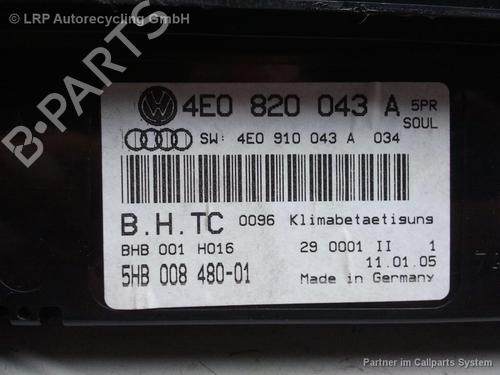 © LRP Autorecycling GmbH
B-Parts
4E0 820 043 A 5PR
SOUL
SW: 4E0 910 043 A 034
B.H.TC 0096 Klimabetaetisuns
BHB 001 H016 29 0001 II 1
5HB 008 480-01 11.01.05
Made in Germany
Partner im Callparts System